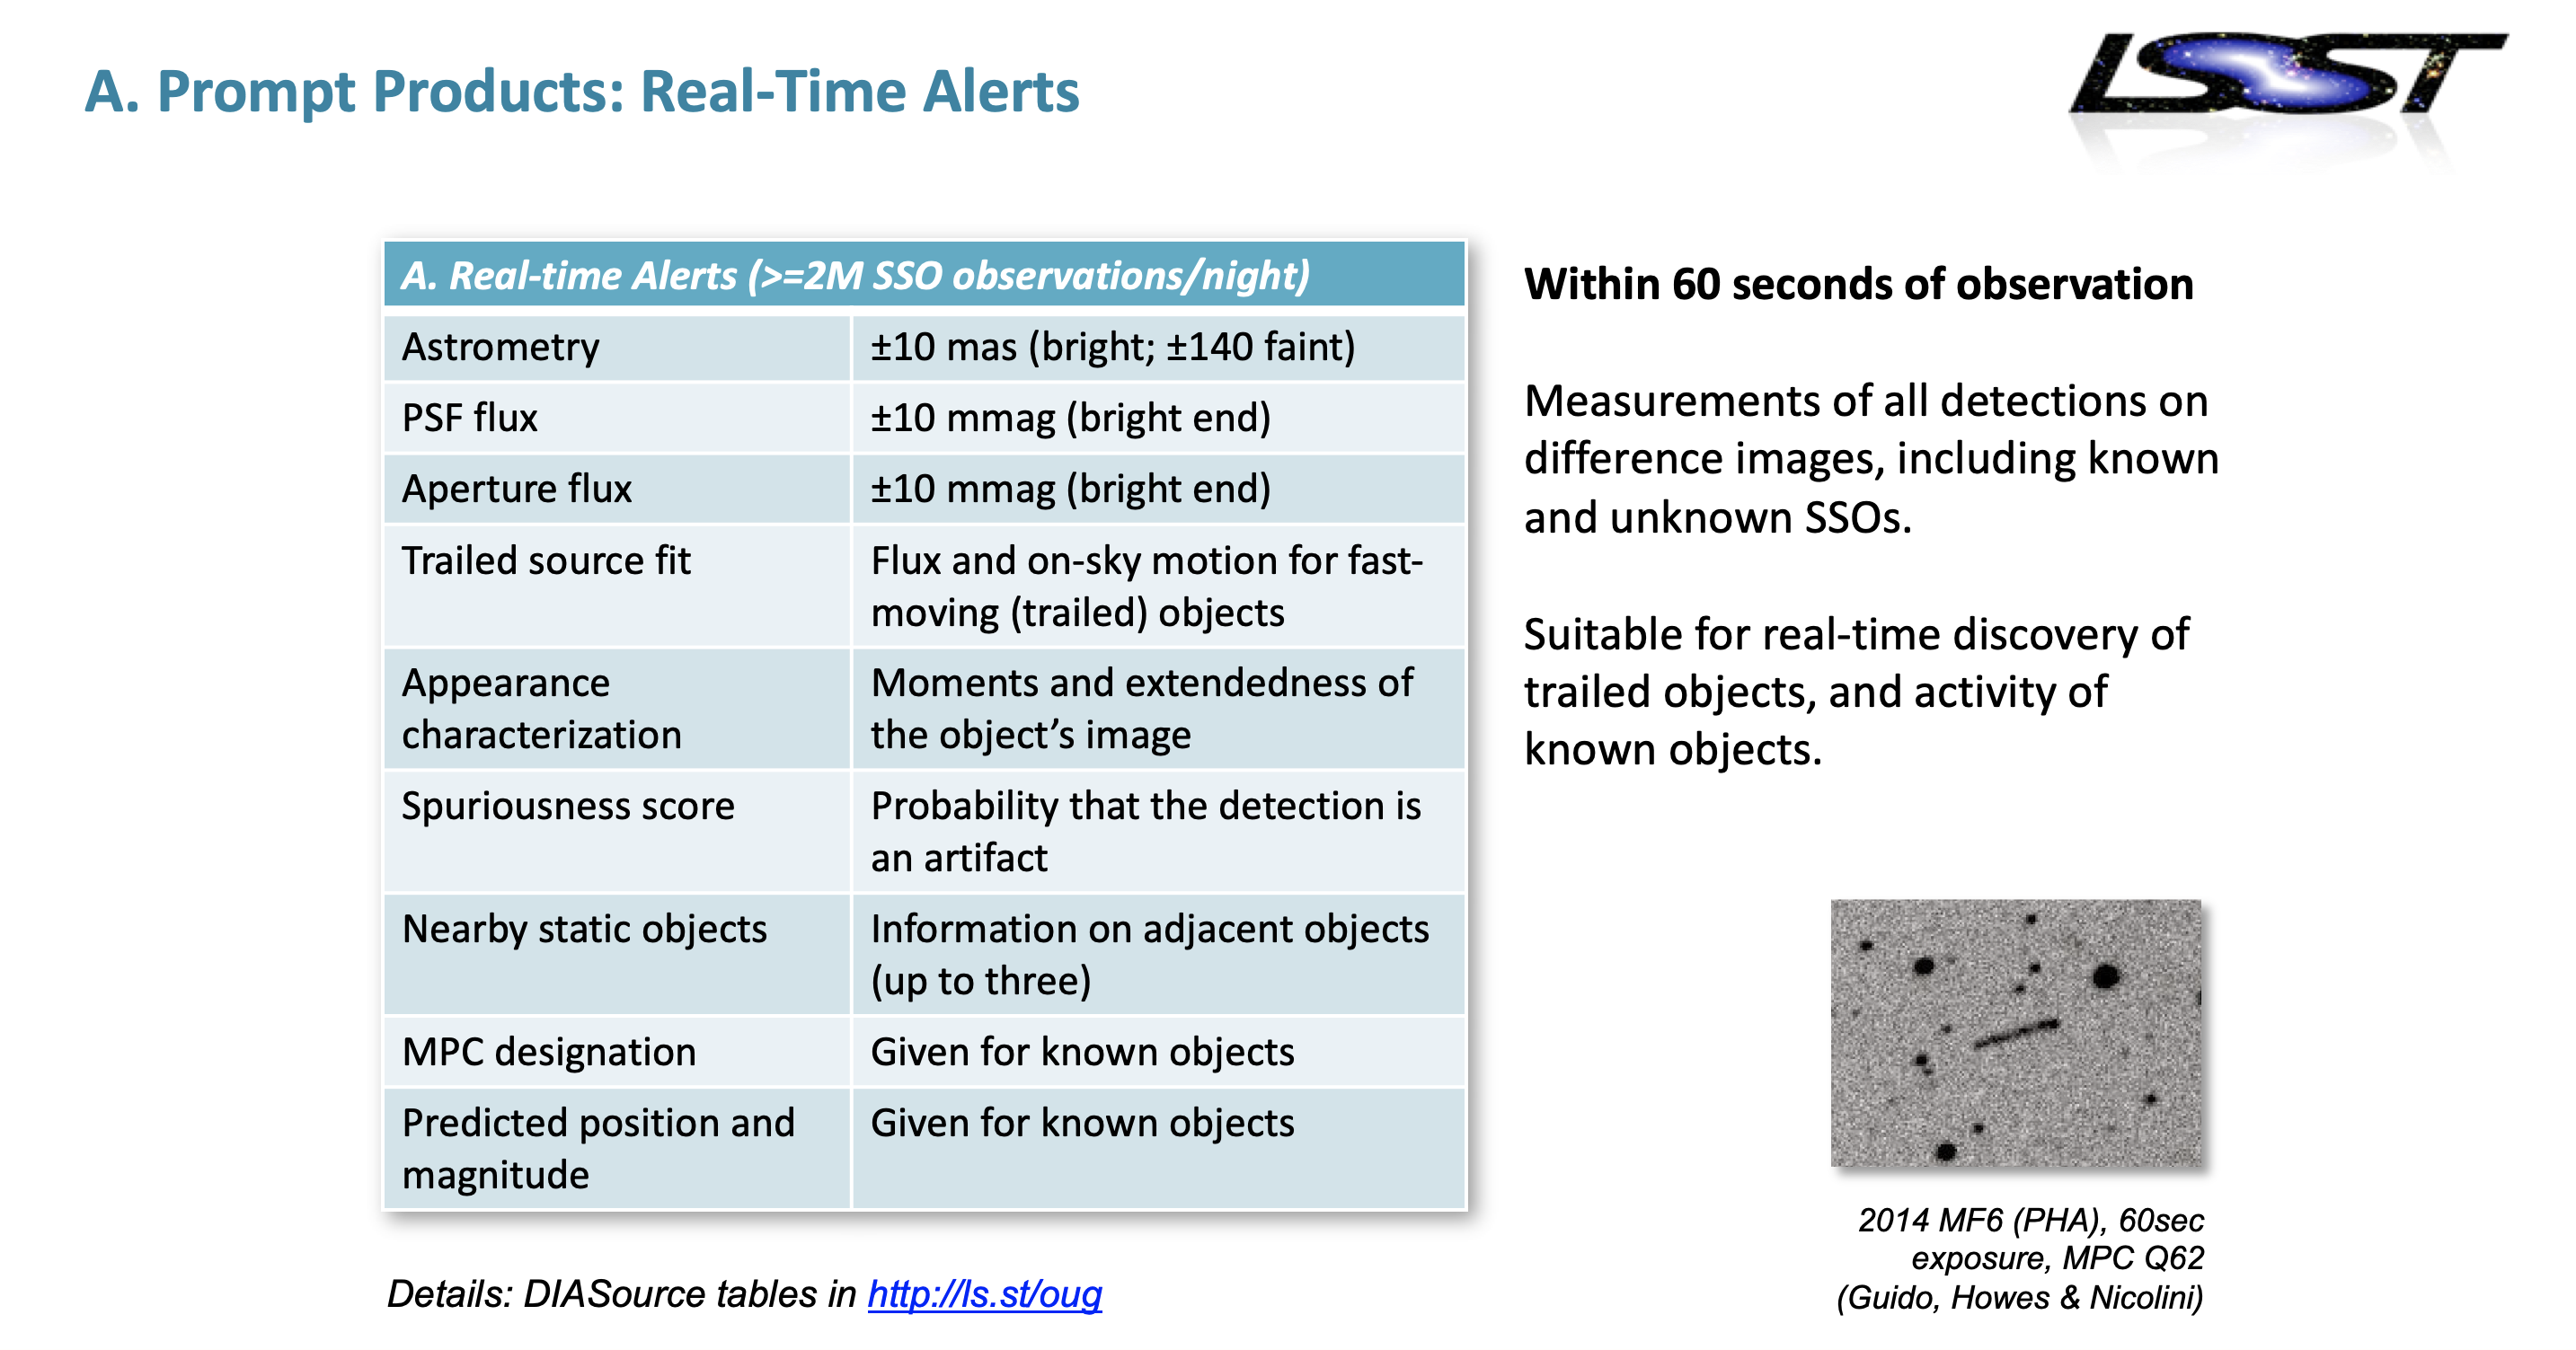 A. Prompt Products: Real-Time Alerts
LSST
A. Real-time Alerts (>=2M SSO observations/night)
Astrometry
±10 mas (bright; ±140 faint)
PSF flux
±10 mmag (bright end)
Aperture flux
±10 mmag (bright end)
Trailed source fit
Flux and on-sky motion for fast-
moving (trailed) objects
Appearance
characterization
Moments and extendedness of
the object’s image
Spuriousness score
Probability that the detection is
an artifact
Nearby static objects
Information on adjacent objects
(up to three)
MPC designation
Given for known objects
Predicted position and
magnitude
Given for known objects
Details: DIASource tables in http://ls.st/oug
Within 60 seconds of observation
Measurements of all detections on
difference images, including known
and unknown SSOs.
Suitable for real-time discovery of
trailed objects, and activity of
known objects.
2014 MF6 (PHA), 60sec
exposure, MPC Q62
(Guido, Howes & Nicolini)